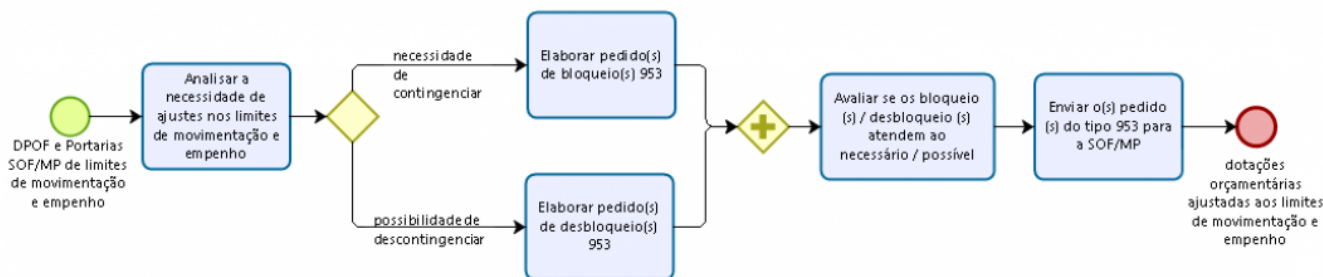 DPOF e Portarias
SOF/MP de limites
de movimentação
e empenho
Analisar a
necessidade de
ajustes nos limites
de movimentação e
empenho
necessidade
de
contingenciar
possibilidade de
descontingenciar
Elaborar pedido(s)
de bloqueio(s) 953
Elaborar pedido(s)
de desbloqueio(s)
953
Avaliar se os bloqueio
(s) / desbloqueio (s)
atendem ao
necessário / possível
Enviar o(s) pedido
(s) do tipo 953 para
a SOF/MP
dotações
orçamentárias
ajustadas aos limites
de movimentação e
empenho